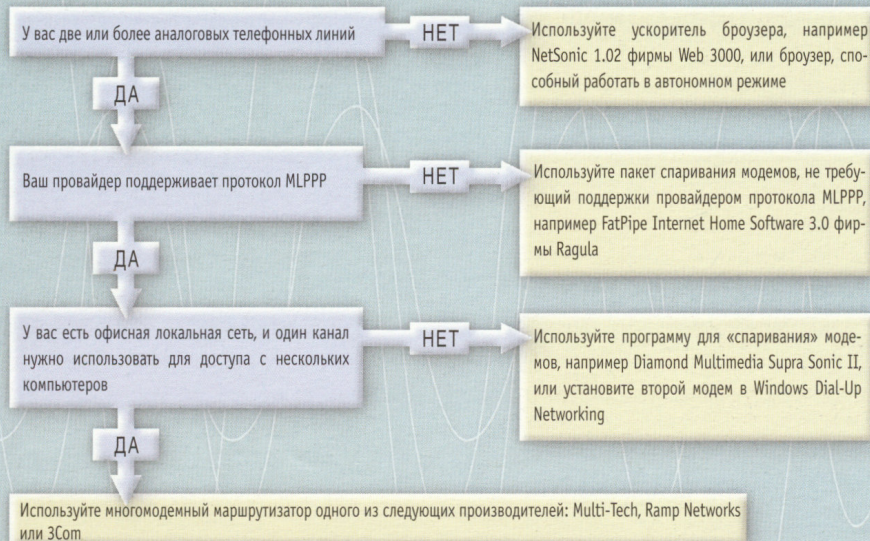 У вас две или более аналоговых телефонных линий
НЕТ
Используйте ускоритель броузера, например
NetSonic 1.02 фирмы Web 3000, или броузер, спо-
собный работать в автономном режиме
ДА
Ваш провайдер поддерживает протокол MLPPP
НЕТ
Используйте пакет спаривания модемов, не требу-
ющий поддержки провайдером протокола MLPPP,
например FatPipe Internet Home Software 3.0 фир-
мы Ragula
ДА
У вас есть офисная локальная сеть, и один канал
нужно использовать для доступа с нескольких
компьютеров
НЕТ
Используйте программу для «спаривания» моде-
мов, например Diamond Multimedia Supra Sonic II,
или установите второй модем в Windows Dial-Up
Networking
ДА
Используйте многомодемный маршрутизатор одного из следующих производителей: Multi-Tech, Ramp Networks
или 3Com